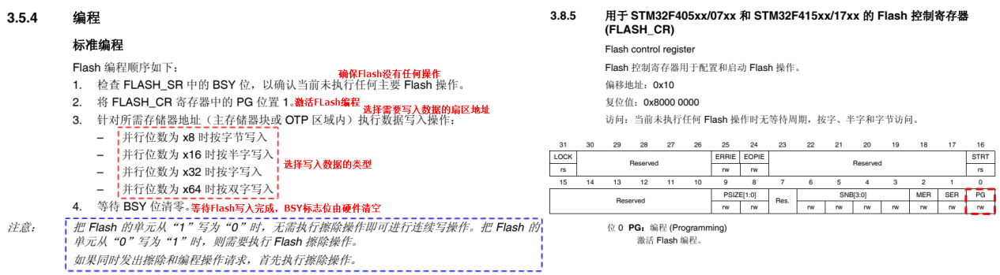 3.5.4 编程
标准编程
Flash 编程顺序如下：
确保Flash没有任何操作
1. 检查 FLASH_SR 中的 BSY 位，以确认当前未执行任何主要 Flash 操作。
2. 将 FLASH_CR 寄存器中的 PG 位置 1。激活FLash编程
选择需要写入数据的扇区地址
3. 针对所需存储器地址（主存储器块或 OTP 区域内）执行数据写入操作：
– 并行位数为 x8 时按字节写入
– 并行位数为 x16 时按半字写入
– 并行位数为 x32 时按字写入
– 并行位数为 x64 时按双字写入
选择写入数据的类型
4. 等待 BSY 位清零。等待Flash写入完成，BSY标志位由硬件清空
注意： 把 Flash 的单元从“1”写为“0”时，无需执行擦除操作即可进行连续写操作。把 Flash 的
单元从“0”写为“1”时，则需要执行 Flash 擦除操作。
如果同时发出擦除和编程操作请求，首先执行擦除操作。
3.8.5 用于 STM32F405xx/07xx 和 STM32F415xx/17xx 的 Flash 控制寄存器
(FLASH_CR)
Flash control register
Flash 控制寄存器用于配置和启动 Flash 操作。
偏移地址：0x10
复位值：0x8000 0000
访问：当前未执行任何 Flash 操作时无等待周期，按字、半字和字节访问。
31 30 29 28 27 26 25 24 23 22 21 20 19 18 17 16
LOCK Reserved ERRIE EOPIE Reserved STRT
rs rw rw rs
15 14 13 12 11 10 9 8 7 6 5 4 3 2 1 0
Reserved PSIZE[1:0] Res. SNB[3:0] MER SER PG
rw rw rw rw rw rw rw rw rw
位 0 PG：编程 (Programming)
激活 Flash 编程。